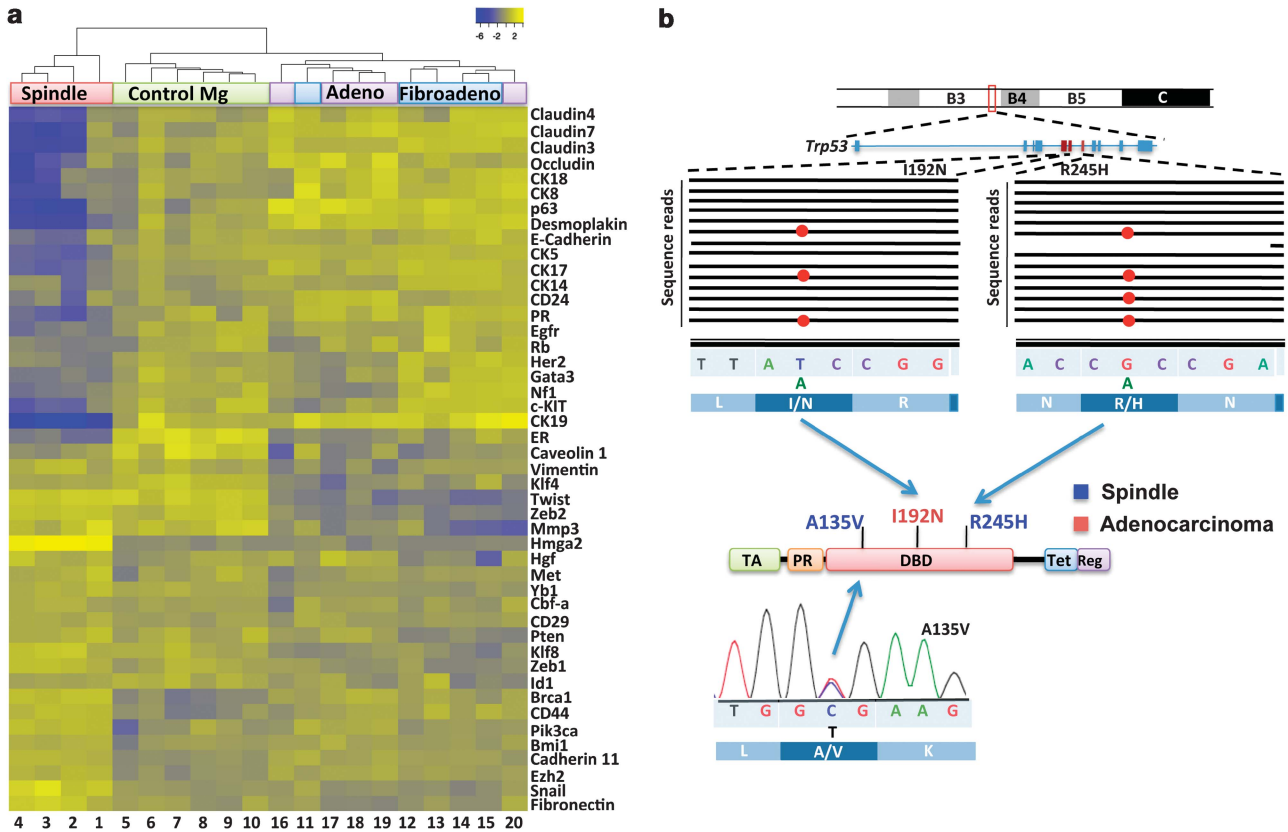 a
-6 -2 2
Spindle Control Mg Adeno Fibroadeno
Claudin4
Claudin7
Claudin3
Occludin
CK18
CK8
p63
Desmoplakin
E-Cadherin
CK5
CK17
CK14
CD24
PR
Egfr
Rb
Her2
Gata3
Nf1
c-KIT
CK19
ER
Caveolin 1
Vimentin
Klf4
Twist
Zeb2
Mmp3
Hmga2
Hgf
Met
Yb1
Cbf-a
CD29
Pten
Klf8
Zeb1
Id1
Brca1
CD44
Pik3ca
Bmi1
Cadherin 11
Ezh2
Snail
Fibronectin
4 3 2 1 5 6 7 8 9 10 16 11 17 18 19 12 13 14 15 20
b
B3 B4 B5 C
Trp53
I192N R245H
Sequence reads
Sequence reads
T T A T C C G G
A
L I/N R
A C C G C C G A
A
N R/H N
Spindle
Adenocarcinoma
A135V I192N R245H
TA PR DBD Tet Reg
A135V
T G G C G A A G
T
L A/V K